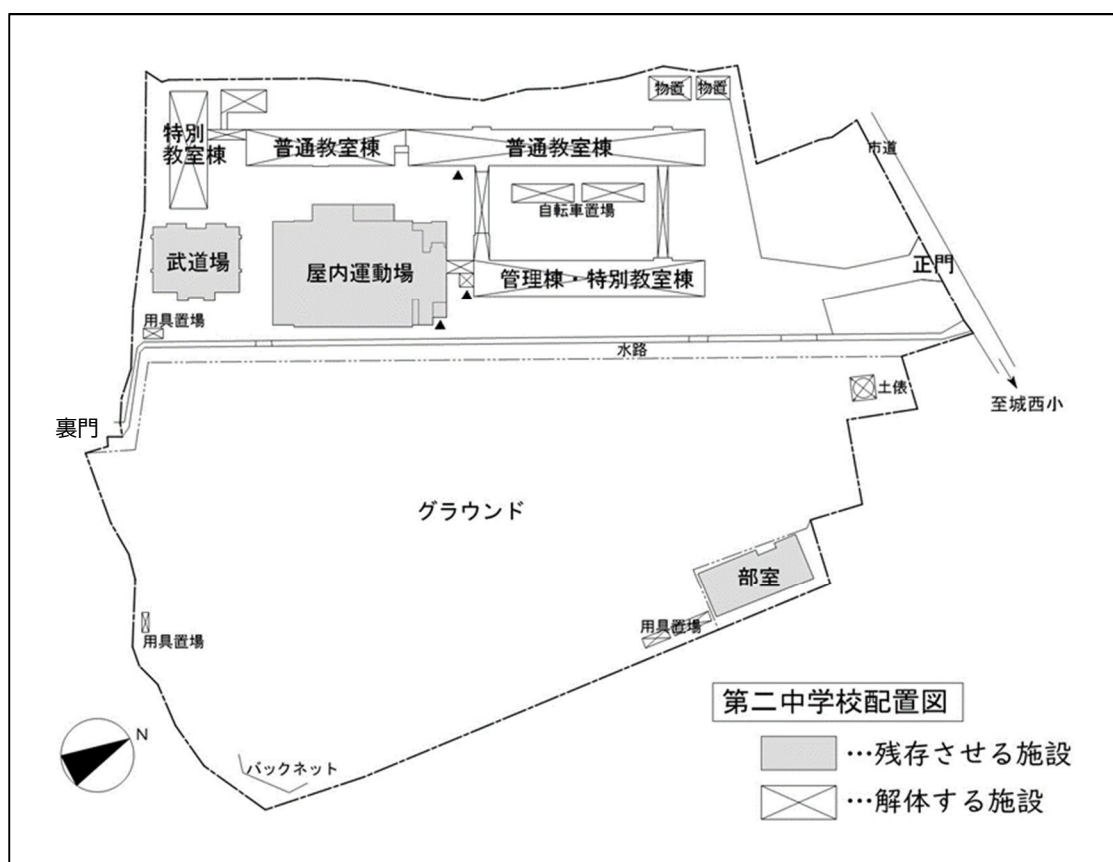 物置
物置
特別
教室棟
普通教室棟
普通教室棟
市道
自転車置場
武道場
屋内運動場
管理棟・特別教室棟
正門
用具置場
水路
土俵
至城西小
裏門
グラウンド
部室
用具置場
用具置場
第二中学校配置図
N
バックネット
…残存させる施設
…解体する施設